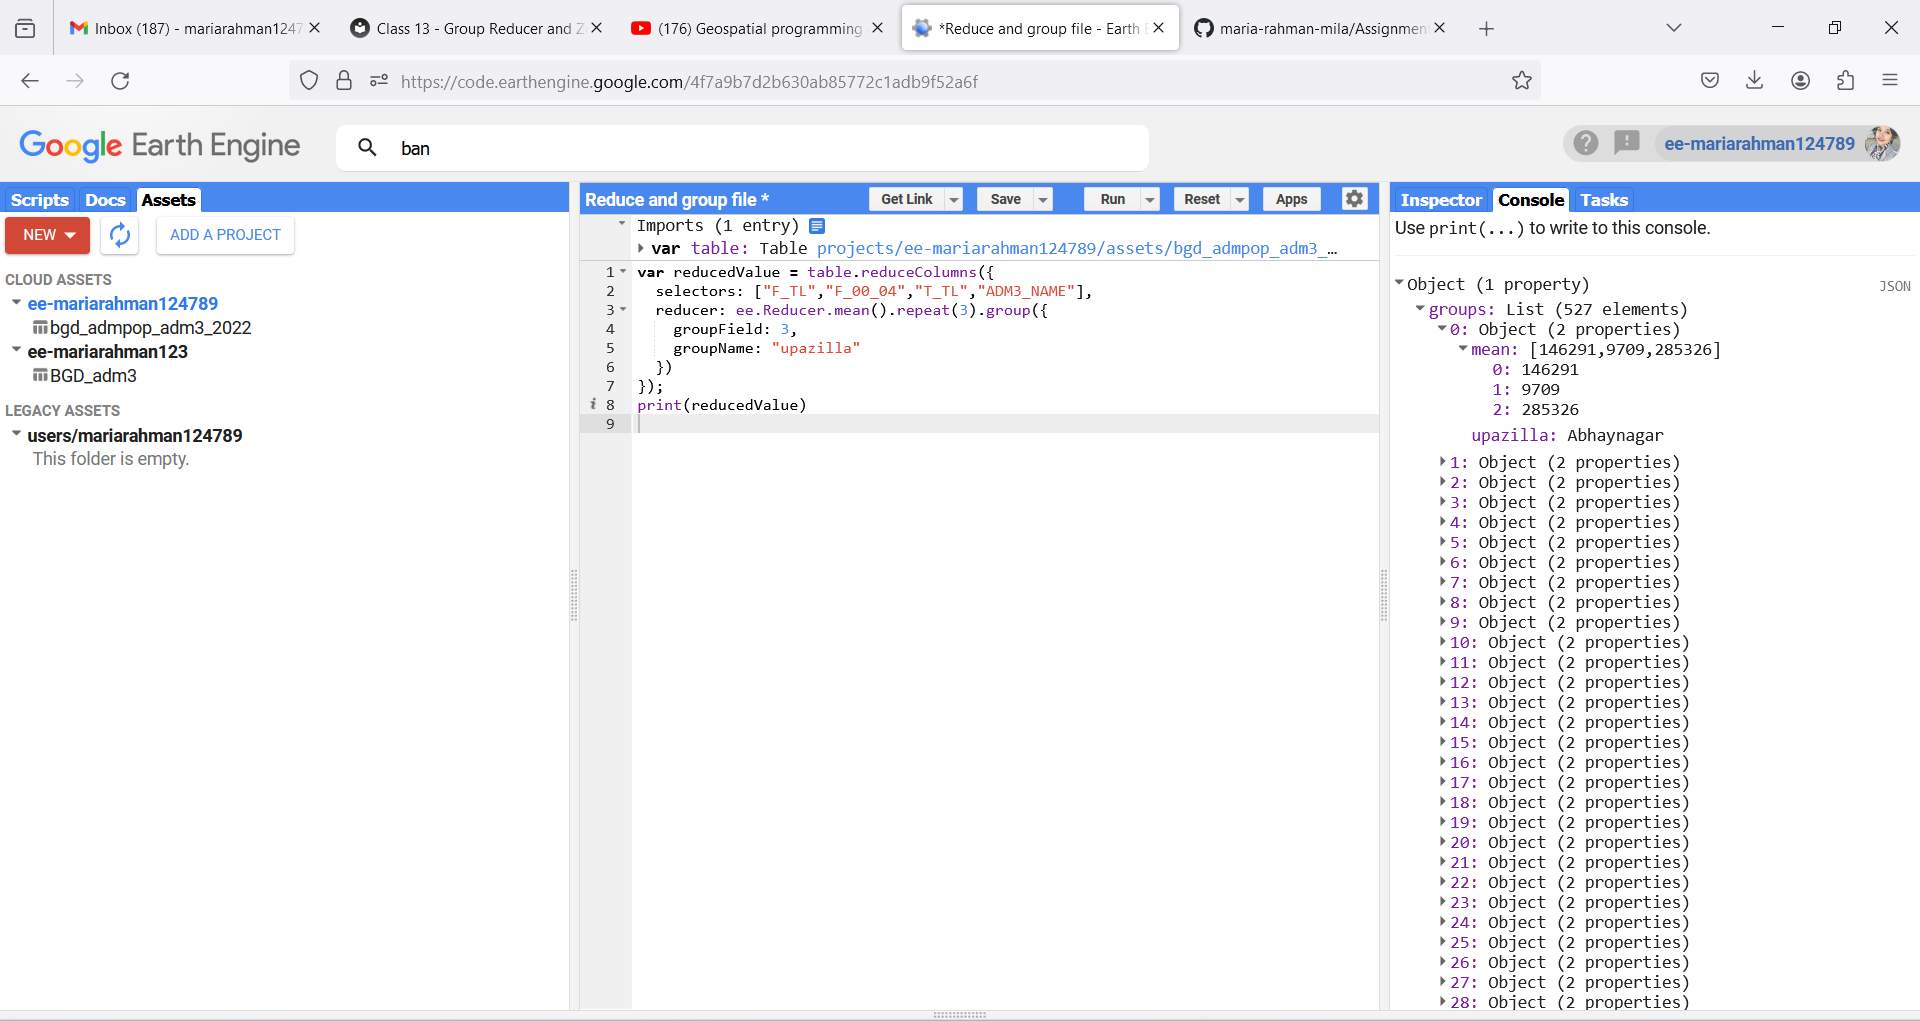 Inbox (187) - mariarahman1247
Class 13 - Group Reducer and Z
(176) Geospatial programming
*Reduce and group file - Earth E
maria-rahman-mila/Assignmen
https://code.earthengine.google.com/4f7a9b7d2b630ab85772c1adb9f52a6f
Google Earth Engine
ban
ee-mariarahman124789
Scripts Docs Assets
NEW
ADD A PROJECT
CLOUD ASSETS
ee-mariarahman124789
bgd_admpop_adm3_2022
ee-mariarahman123
BGD_adm3
LEGACY ASSETS
users/mariarahman124789
This folder is empty.
Reduce and group file *
Get Link Save Run Reset Apps
Imports (1 entry)
var table: Table projects/ee-mariarahman124789/assets/bgd_admpop_adm3_…
1 var reducedValue = table.reduceColumns({
2 selectors: ["F_TL","F_00_04","T_TL","ADM3_NAME"],
3 reducer: ee.Reducer.mean().repeat(3).group({
4 groupField: 3,
5 groupName: "upazilla"
6 })
7 });
i 8 print(reducedValue)
9
Inspector Console Tasks
Use print(...) to write to this console.
Object (1 property) JSON
groups: List (527 elements)
0: Object (2 properties)
mean: [146291,9709,285326]
0: 146291
1: 9709
2: 285326
upazilla: Abhaynagar
1: Object (2 properties)
2: Object (2 properties)
3: Object (2 properties)
4: Object (2 properties)
5: Object (2 properties)
6: Object (2 properties)
7: Object (2 properties)
8: Object (2 properties)
9: Object (2 properties)
10: Object (2 properties)
11: Object (2 properties)
12: Object (2 properties)
13: Object (2 properties)
14: Object (2 properties)
15: Object (2 properties)
16: Object (2 properties)
17: Object (2 properties)
18: Object (2 properties)
19: Object (2 properties)
20: Object (2 properties)
21: Object (2 properties)
22: Object (2 properties)
23: Object (2 properties)
24: Object (2 properties)
25: Object (2 properties)
26: Object (2 properties)
27: Object (2 properties)
28: Object (2 properties)